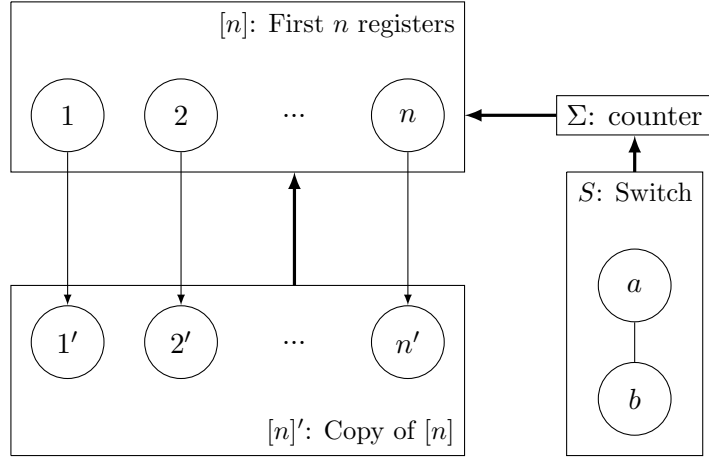 [n]: First n registers
1 2 ... n
Σ: counter
S: Switch
a
b
1′ 2′ ... n′
[n]′: Copy of [n]